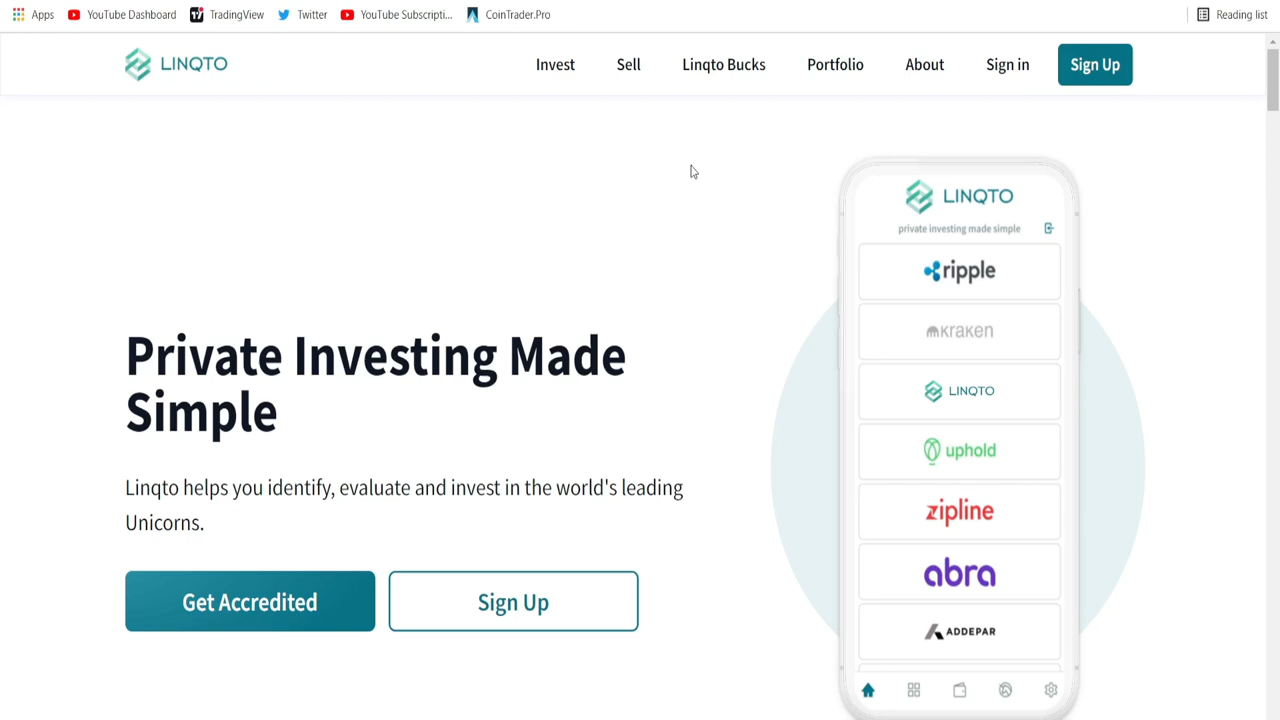 Apps YouTube Dashboard TradingView Twitter YouTube Subscripti... CoinTrader.Pro Reading list
LINQTO Invest Sell Linqto Bucks Portfolio About Sign in Sign Up
Private Investing Made
Simple
Linqto helps you identify, evaluate and invest in the world's leading
Unicorns.
Get Accredited Sign Up
LINQTO
private investing made simple
ripple
KRAKEN
LINQTO
uphold
zipline
abra
ADDEPAR